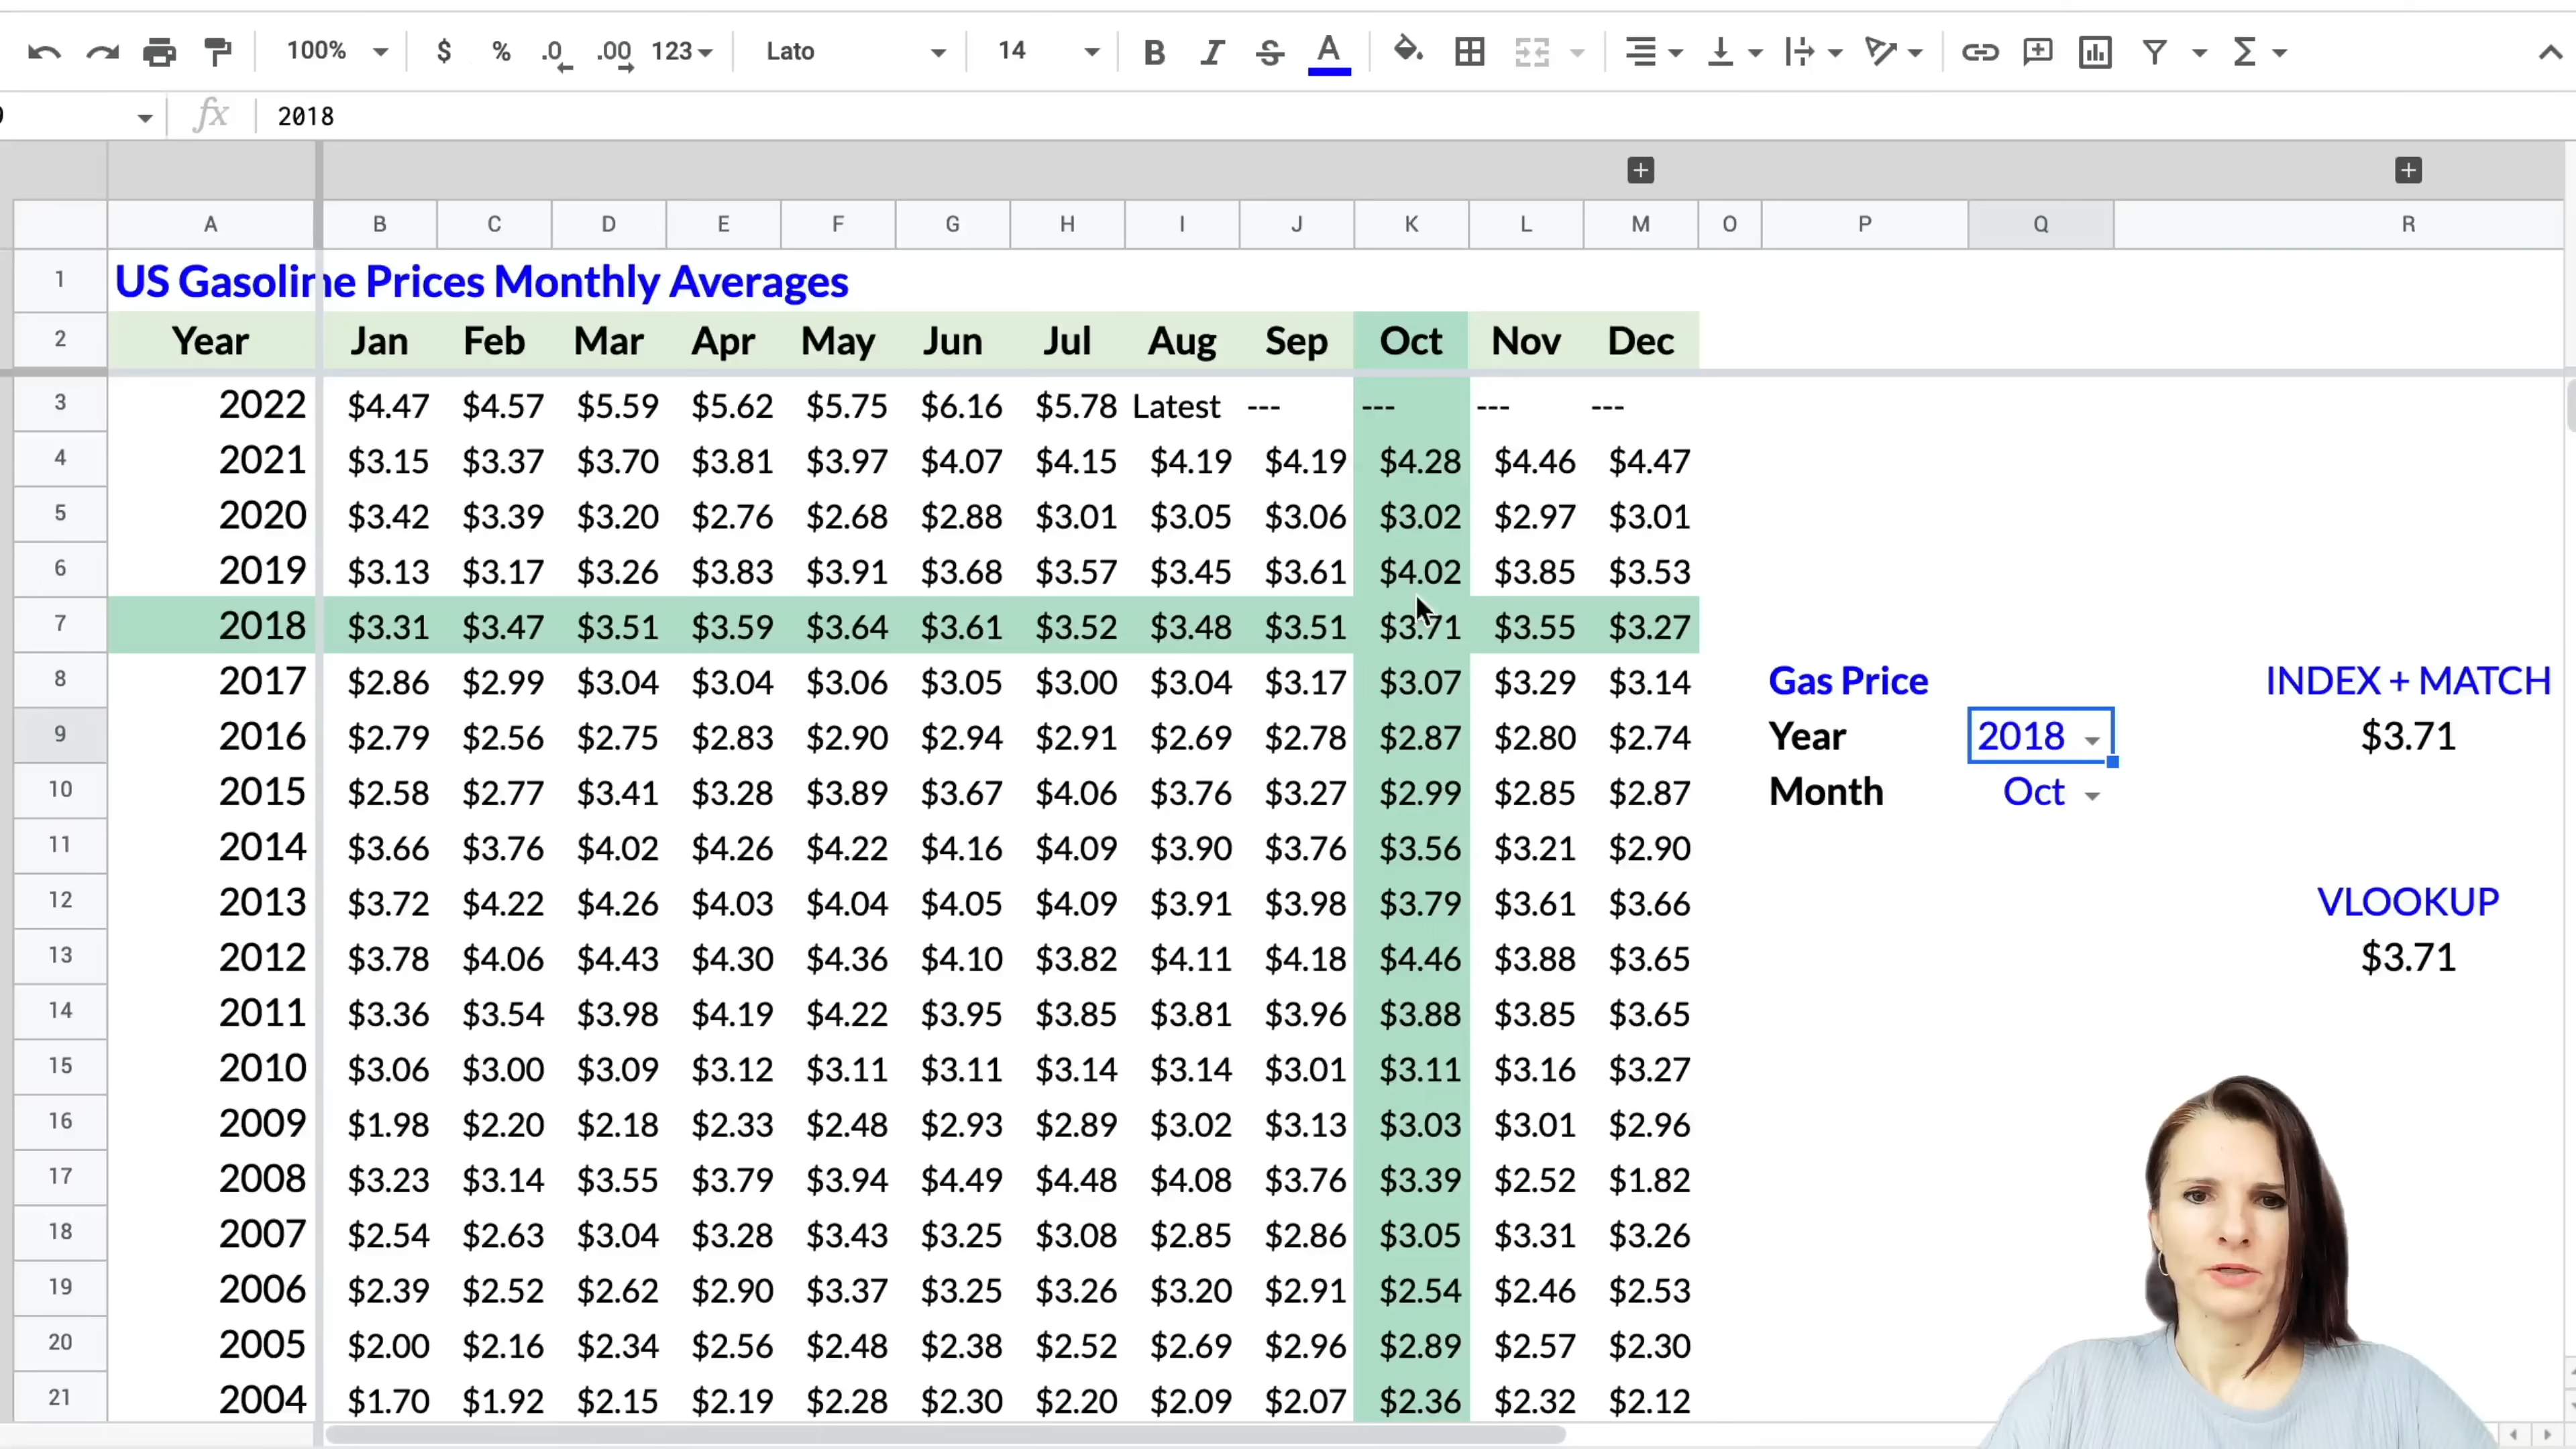 100% $ % .0 .00 123 Lato 14 B I S A
fx 2018
A B C D E F G H I J K L M O P Q R
1 US Gasoline Prices Monthly Averages
2 Year Jan Feb Mar Apr May Jun Jul Aug Sep Oct Nov Dec
3 2022 $4.47 $4.57 $5.59 $5.62 $5.75 $6.16 $5.78 Latest --- --- --- ---
4 2021 $3.15 $3.37 $3.70 $3.81 $3.97 $4.07 $4.15 $4.19 $4.19 $4.28 $4.46 $4.47
5 2020 $3.42 $3.39 $3.20 $2.76 $2.68 $2.88 $3.01 $3.05 $3.06 $3.02 $2.97 $3.01
6 2019 $3.13 $3.17 $3.26 $3.83 $3.91 $3.68 $3.57 $3.45 $3.61 $4.02 $3.85 $3.53
7 2018 $3.31 $3.47 $3.51 $3.59 $3.64 $3.61 $3.52 $3.48 $3.51 $3.71 $3.55 $3.27
8 2017 $2.86 $2.99 $3.04 $3.04 $3.06 $3.05 $3.00 $3.04 $3.17 $3.07 $3.29 $3.14 Gas Price INDEX + MATCH
9 2016 $2.79 $2.56 $2.75 $2.83 $2.90 $2.94 $2.91 $2.69 $2.78 $2.87 $2.80 $2.74 Year 2018 $3.71
10 2015 $2.58 $2.77 $3.41 $3.28 $3.89 $3.67 $4.06 $3.76 $3.27 $2.99 $2.85 $2.87 Month Oct
11 2014 $3.66 $3.76 $4.02 $4.26 $4.22 $4.16 $4.09 $3.90 $3.76 $3.56 $3.21 $2.90
12 2013 $3.72 $4.22 $4.26 $4.03 $4.04 $4.05 $4.09 $3.91 $3.98 $3.79 $3.61 $3.66 VLOOKUP
13 2012 $3.78 $4.06 $4.43 $4.30 $4.36 $4.10 $3.82 $4.11 $4.18 $4.46 $3.88 $3.65 $3.71
14 2011 $3.36 $3.54 $3.98 $4.19 $4.22 $3.95 $3.85 $3.81 $3.96 $3.88 $3.85 $3.65
15 2010 $3.06 $3.00 $3.09 $3.12 $3.11 $3.11 $3.14 $3.14 $3.01 $3.11 $3.16 $3.27
16 2009 $1.98 $2.20 $2.18 $2.33 $2.48 $2.93 $2.89 $3.02 $3.13 $3.03 $3.01 $2.96
17 2008 $3.23 $3.14 $3.55 $3.79 $3.94 $4.49 $4.48 $4.08 $3.76 $3.39 $2.52 $1.82
18 2007 $2.54 $2.63 $3.04 $3.28 $3.43 $3.25 $3.08 $2.85 $2.86 $3.05 $3.31 $3.26
19 2006 $2.39 $2.52 $2.62 $2.90 $3.37 $3.25 $3.26 $3.20 $2.91 $2.54 $2.46 $2.53
20 2005 $2.00 $2.16 $2.34 $2.56 $2.48 $2.38 $2.52 $2.69 $2.96 $2.89 $2.57 $2.30
21 2004 $1.70 $1.92 $2.15 $2.19 $2.28 $2.30 $2.20 $2.09 $2.07 $2.36 $2.32 $2.12